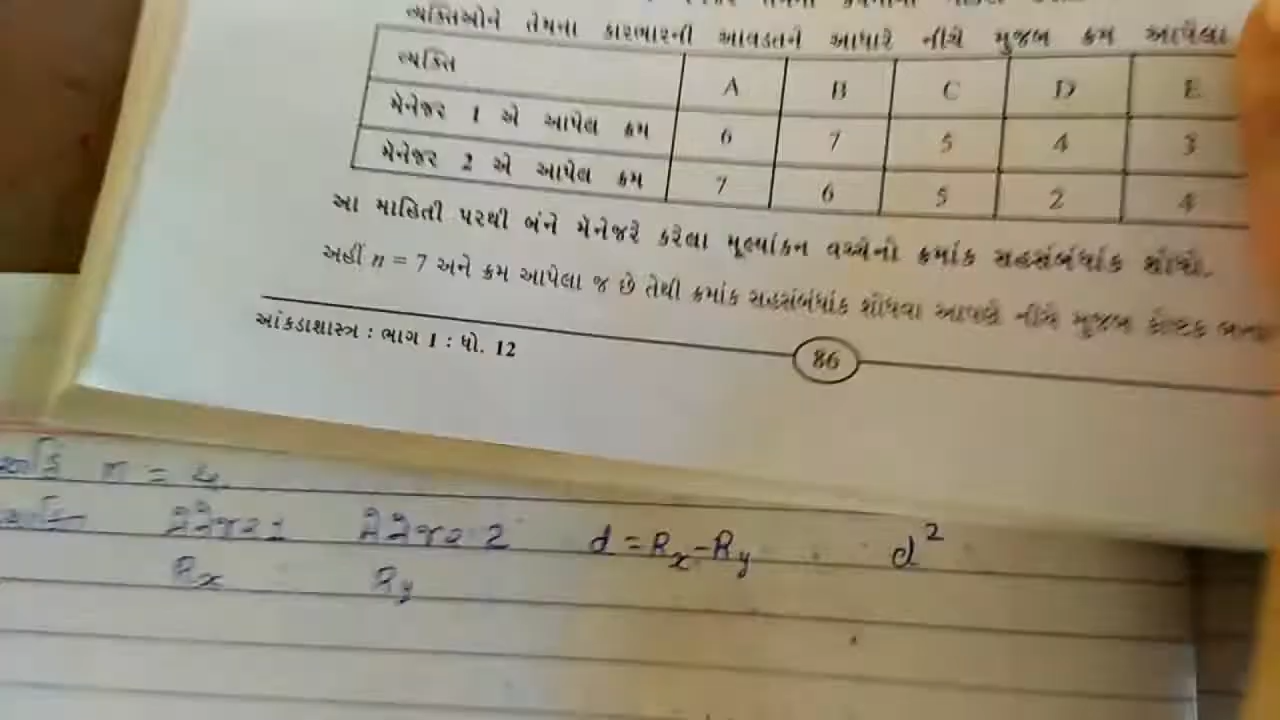 વ્યક્તિઓને તેમના કારભારની આવડતને આધારે નીચે મુજબ ક્રમ આપેલા
વ્યક્તિ A B C D E
મેનેજર 1 એ આપેલ ક્રમ 6 7 5 4 3
મેનેજર 2 એ આપેલ ક્રમ 7 6 5 2 4
આ માહિતી પરથી બંને મેનેજરે કરેલા મૂલ્યાંકન વચ્ચેનો ક્રમાંક સહસંબંધાંક શોધો.
અહીં n = 7 અને ક્રમ આપેલા જ છે તેથી ક્રમાંક સહસંબંધાંક શોધવા આપણે નીચે મુજબ કોષ્ટક
આંકડાશાસ્ત્ર : ભાગ 1 : ધો. 12
86
n =
મેનેજર 1 મેનેજર 2 d = Rx - Ry d²
Rx Ry